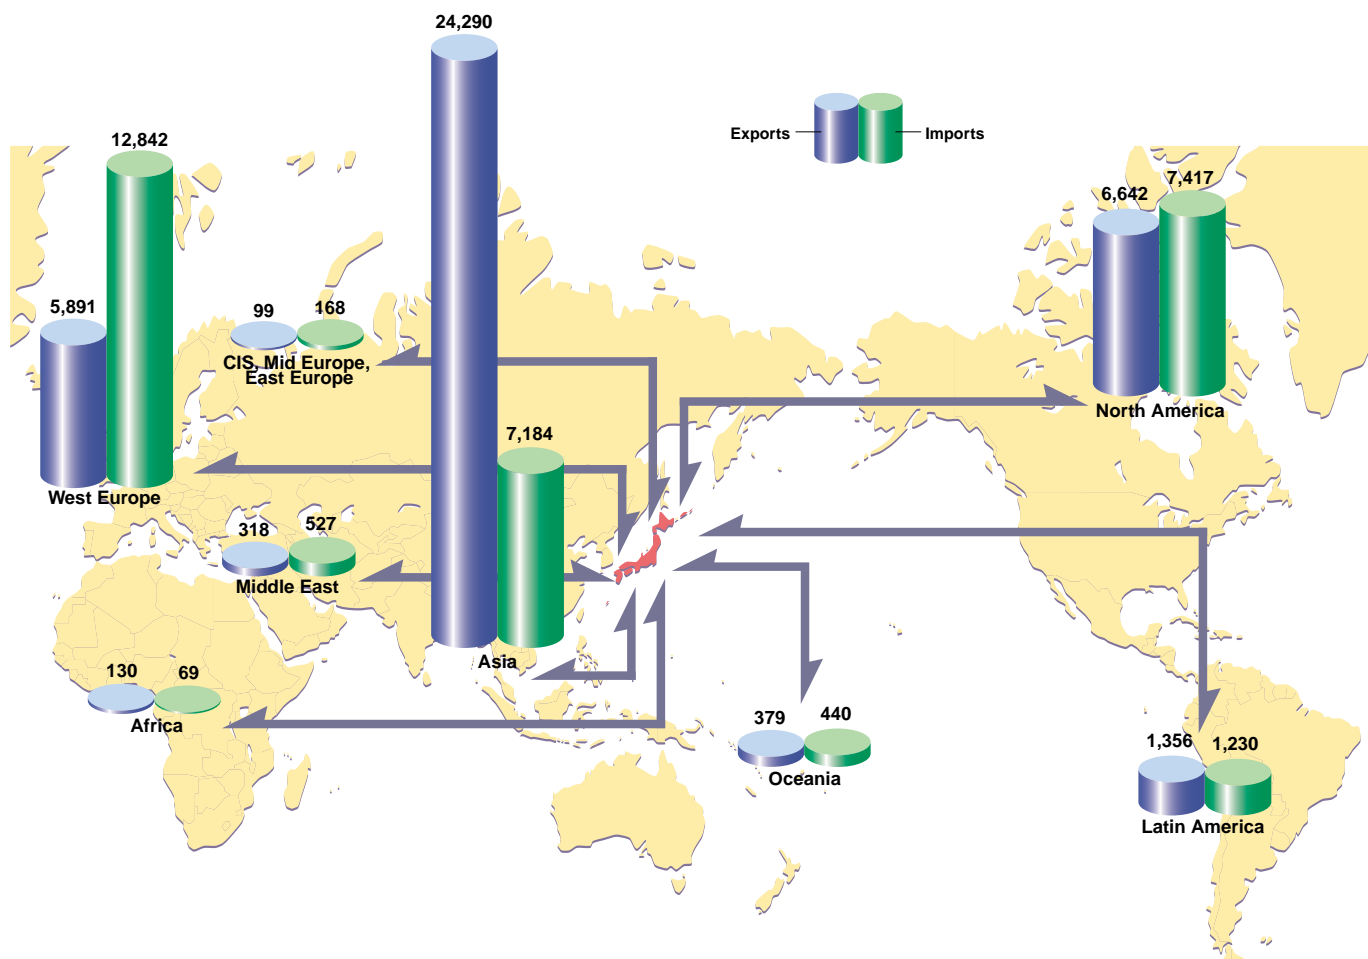 24,290
Exports
Imports
12,842
7,417
6,642
5,891
99
168
CIS, Mid Europe,
East Europe
North America
7,184
West Europe
318
527
Middle East
Asia
130
69
Africa
379
440
Oceania
1,356
1,230
Latin America